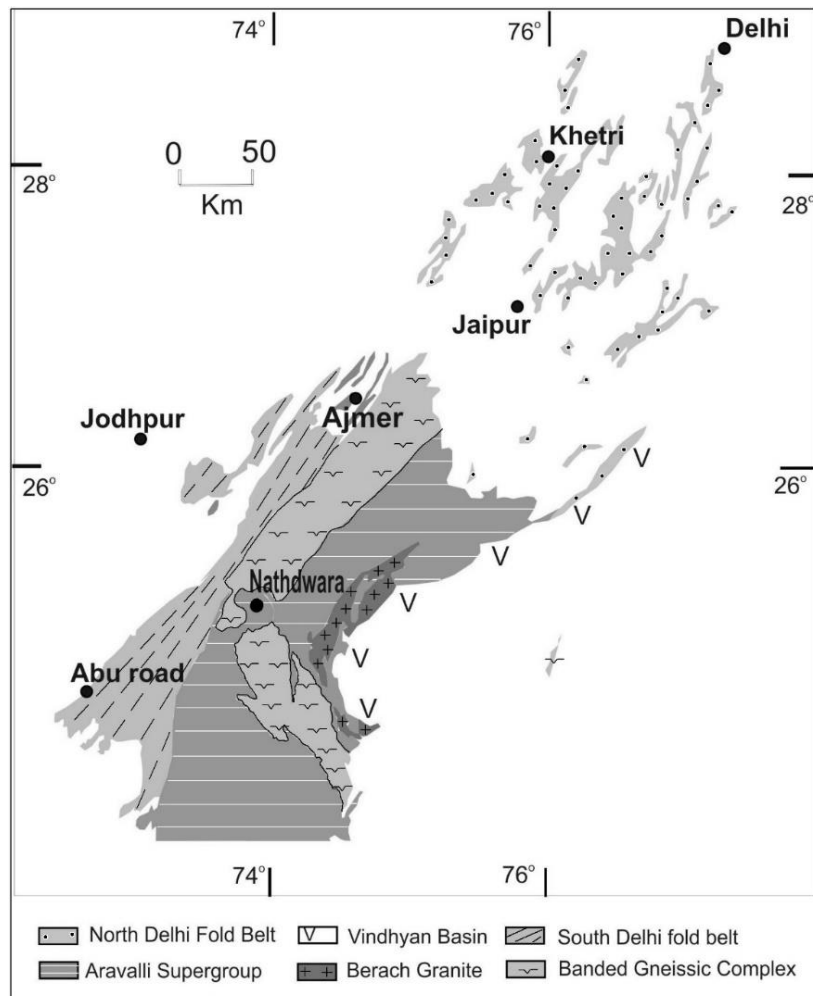 74°
76°
Delhi
Khetri
0 50
Km
28°
28°
Jaipur
Jodhpur
Ajmer
26°
V
26°
V
V
Nathdwara
V
V
Abu road
V
74°
76°
North Delhi Fold Belt
V Vindhyan Basin
South Delhi fold belt
Aravalli Supergroup
Berach Granite
Banded Gneissic Complex